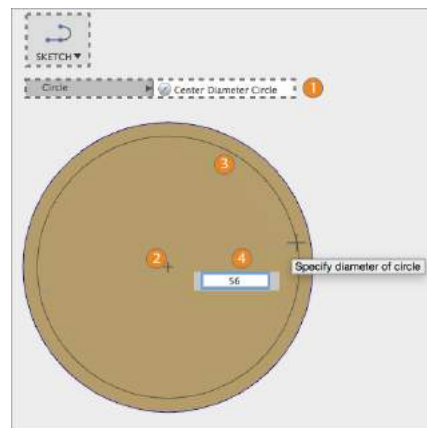 SKETCH ▾
Circle ▸ Center Diameter Circle 1
3
2 4
Specify diameter of circle
56